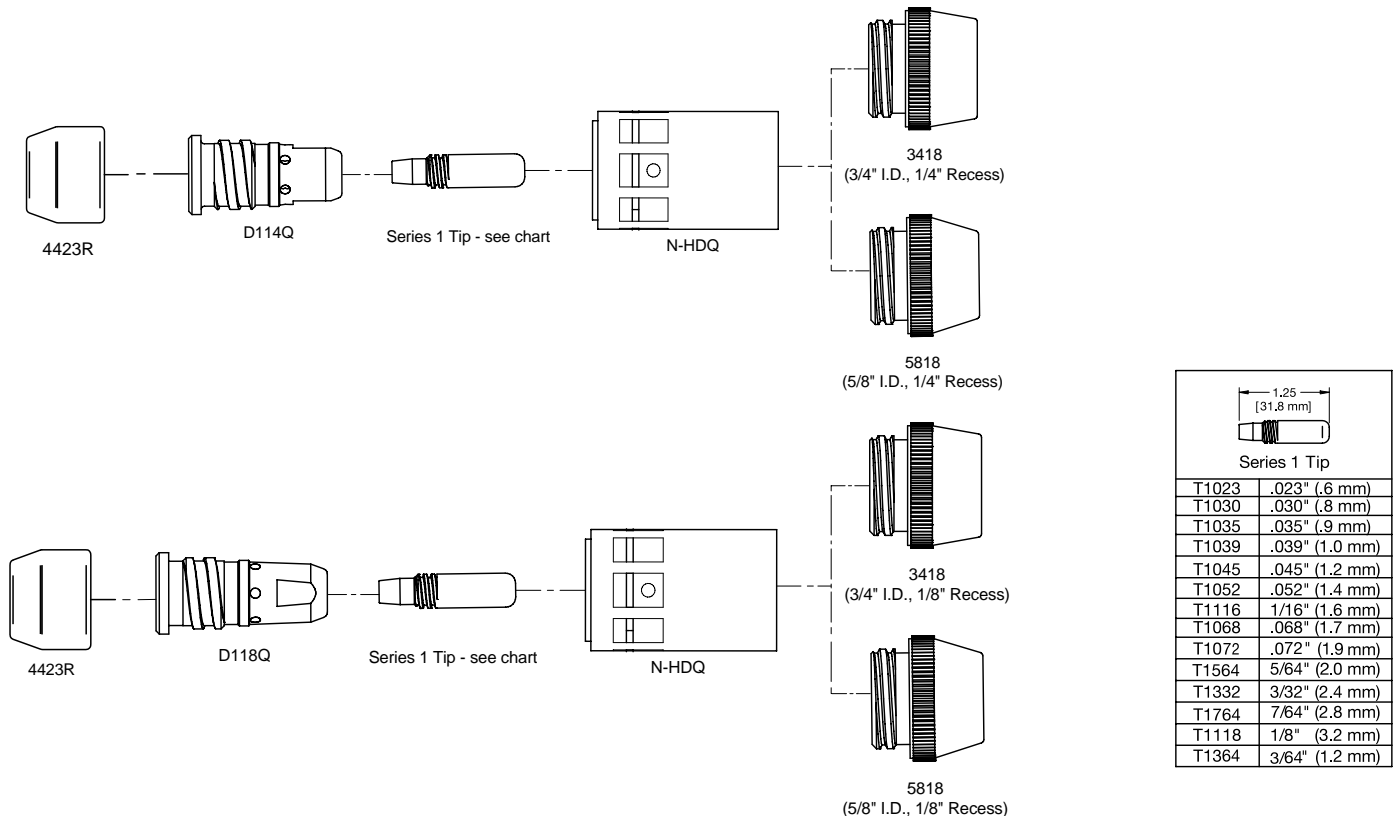 3418
(3/4" I.D., 1/4" Recess)
4423R
D114Q
Series 1 Tip - see chart
N-HDQ
5818
(5/8" I.D., 1/4" Recess)
3418
(3/4" I.D., 1/8" Recess)
4423R
D118Q
Series 1 Tip - see chart
N-HDQ
5818
(5/8" I.D., 1/8" Recess)
1.25
[31.8 mm]
Series 1 Tip
T1023 .023" (.6 mm)
T1030 .030" (.8 mm)
T1035 .035" (.9 mm)
T1039 .039" (1.0 mm)
T1045 .045" (1.2 mm)
T1052 .052" (1.4 mm)
T1116 1/16" (1.6 mm)
T1068 .068" (1.7 mm)
T1072 .072" (1.9 mm)
T1564 5/64" (2.0 mm)
T1332 3/32" (2.4 mm)
T1764 7/64" (2.8 mm)
T1118 1/8" (3.2 mm)
T1364 3/64" (1.2 mm)